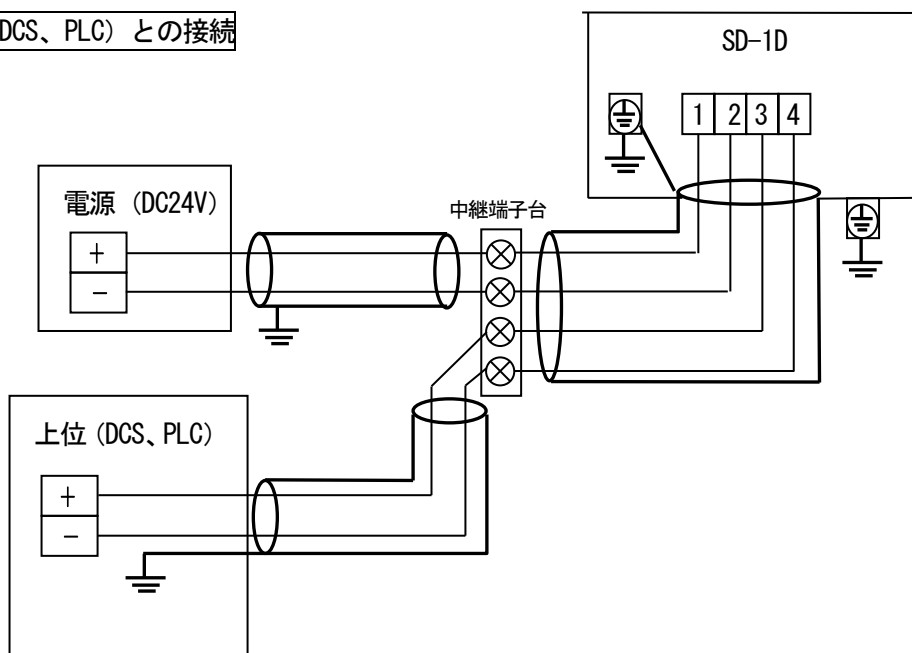 DCS、PLC）との接続
SD-1D
1 2 3 4
電源（DC24V）
+
-
中継端子台
上位（DCS、PLC）
+
-